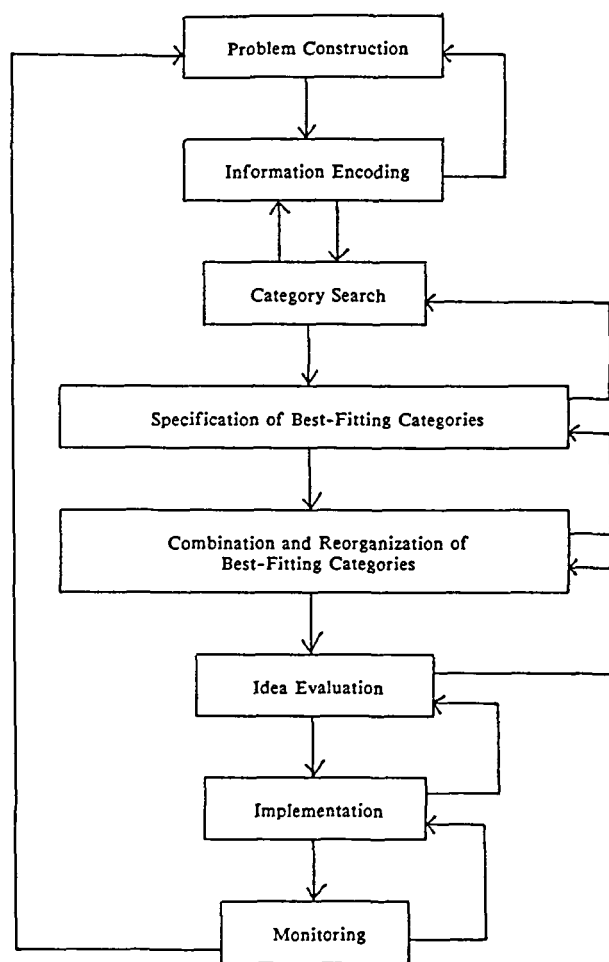 Problem Construction
Information Encoding
Category Search
Specification of Best-Fitting Categories
Combination and Reorganization of
Best-Fitting Categories
Idea Evaluation
Implementation
Monitoring